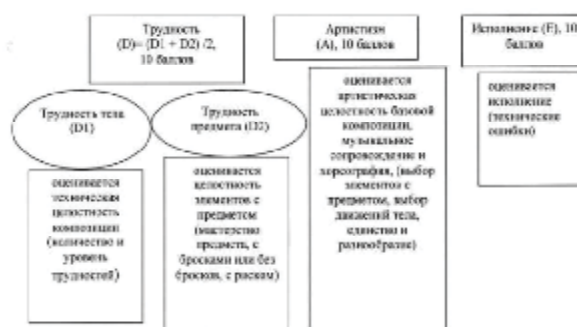 Трудность
(D)= (D1 + D2) /2,
10 баллов
Артистизм
(A), 10 баллов
Исполнение (E), 10
баллов
Трудность тела
(D1)
Трудность
предмета (D2)
оценивается
техническая
целостность
композиции
(количество и
уровень
трудностей)
оценивается
целостность
элементов с
предметом
(мастерство
предмета, с
бросками или без
бросков, с риском)
оценивается
артистическая
целостность базовой
композиции,
музыкальное
сопровождение и
хореография, (выбор
элементов с
предметом, выбор
движений тела,
единство и
разнообразие)
оценивается
исполнение
(технические
ошибки)